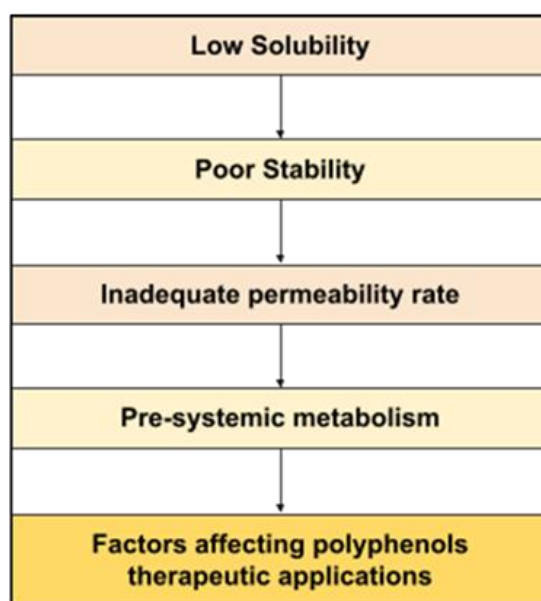 Low Solubility
Poor Stability
Inadequate permeability rate
Pre-systemic metabolism
Factors affecting polyphenols
therapeutic applications